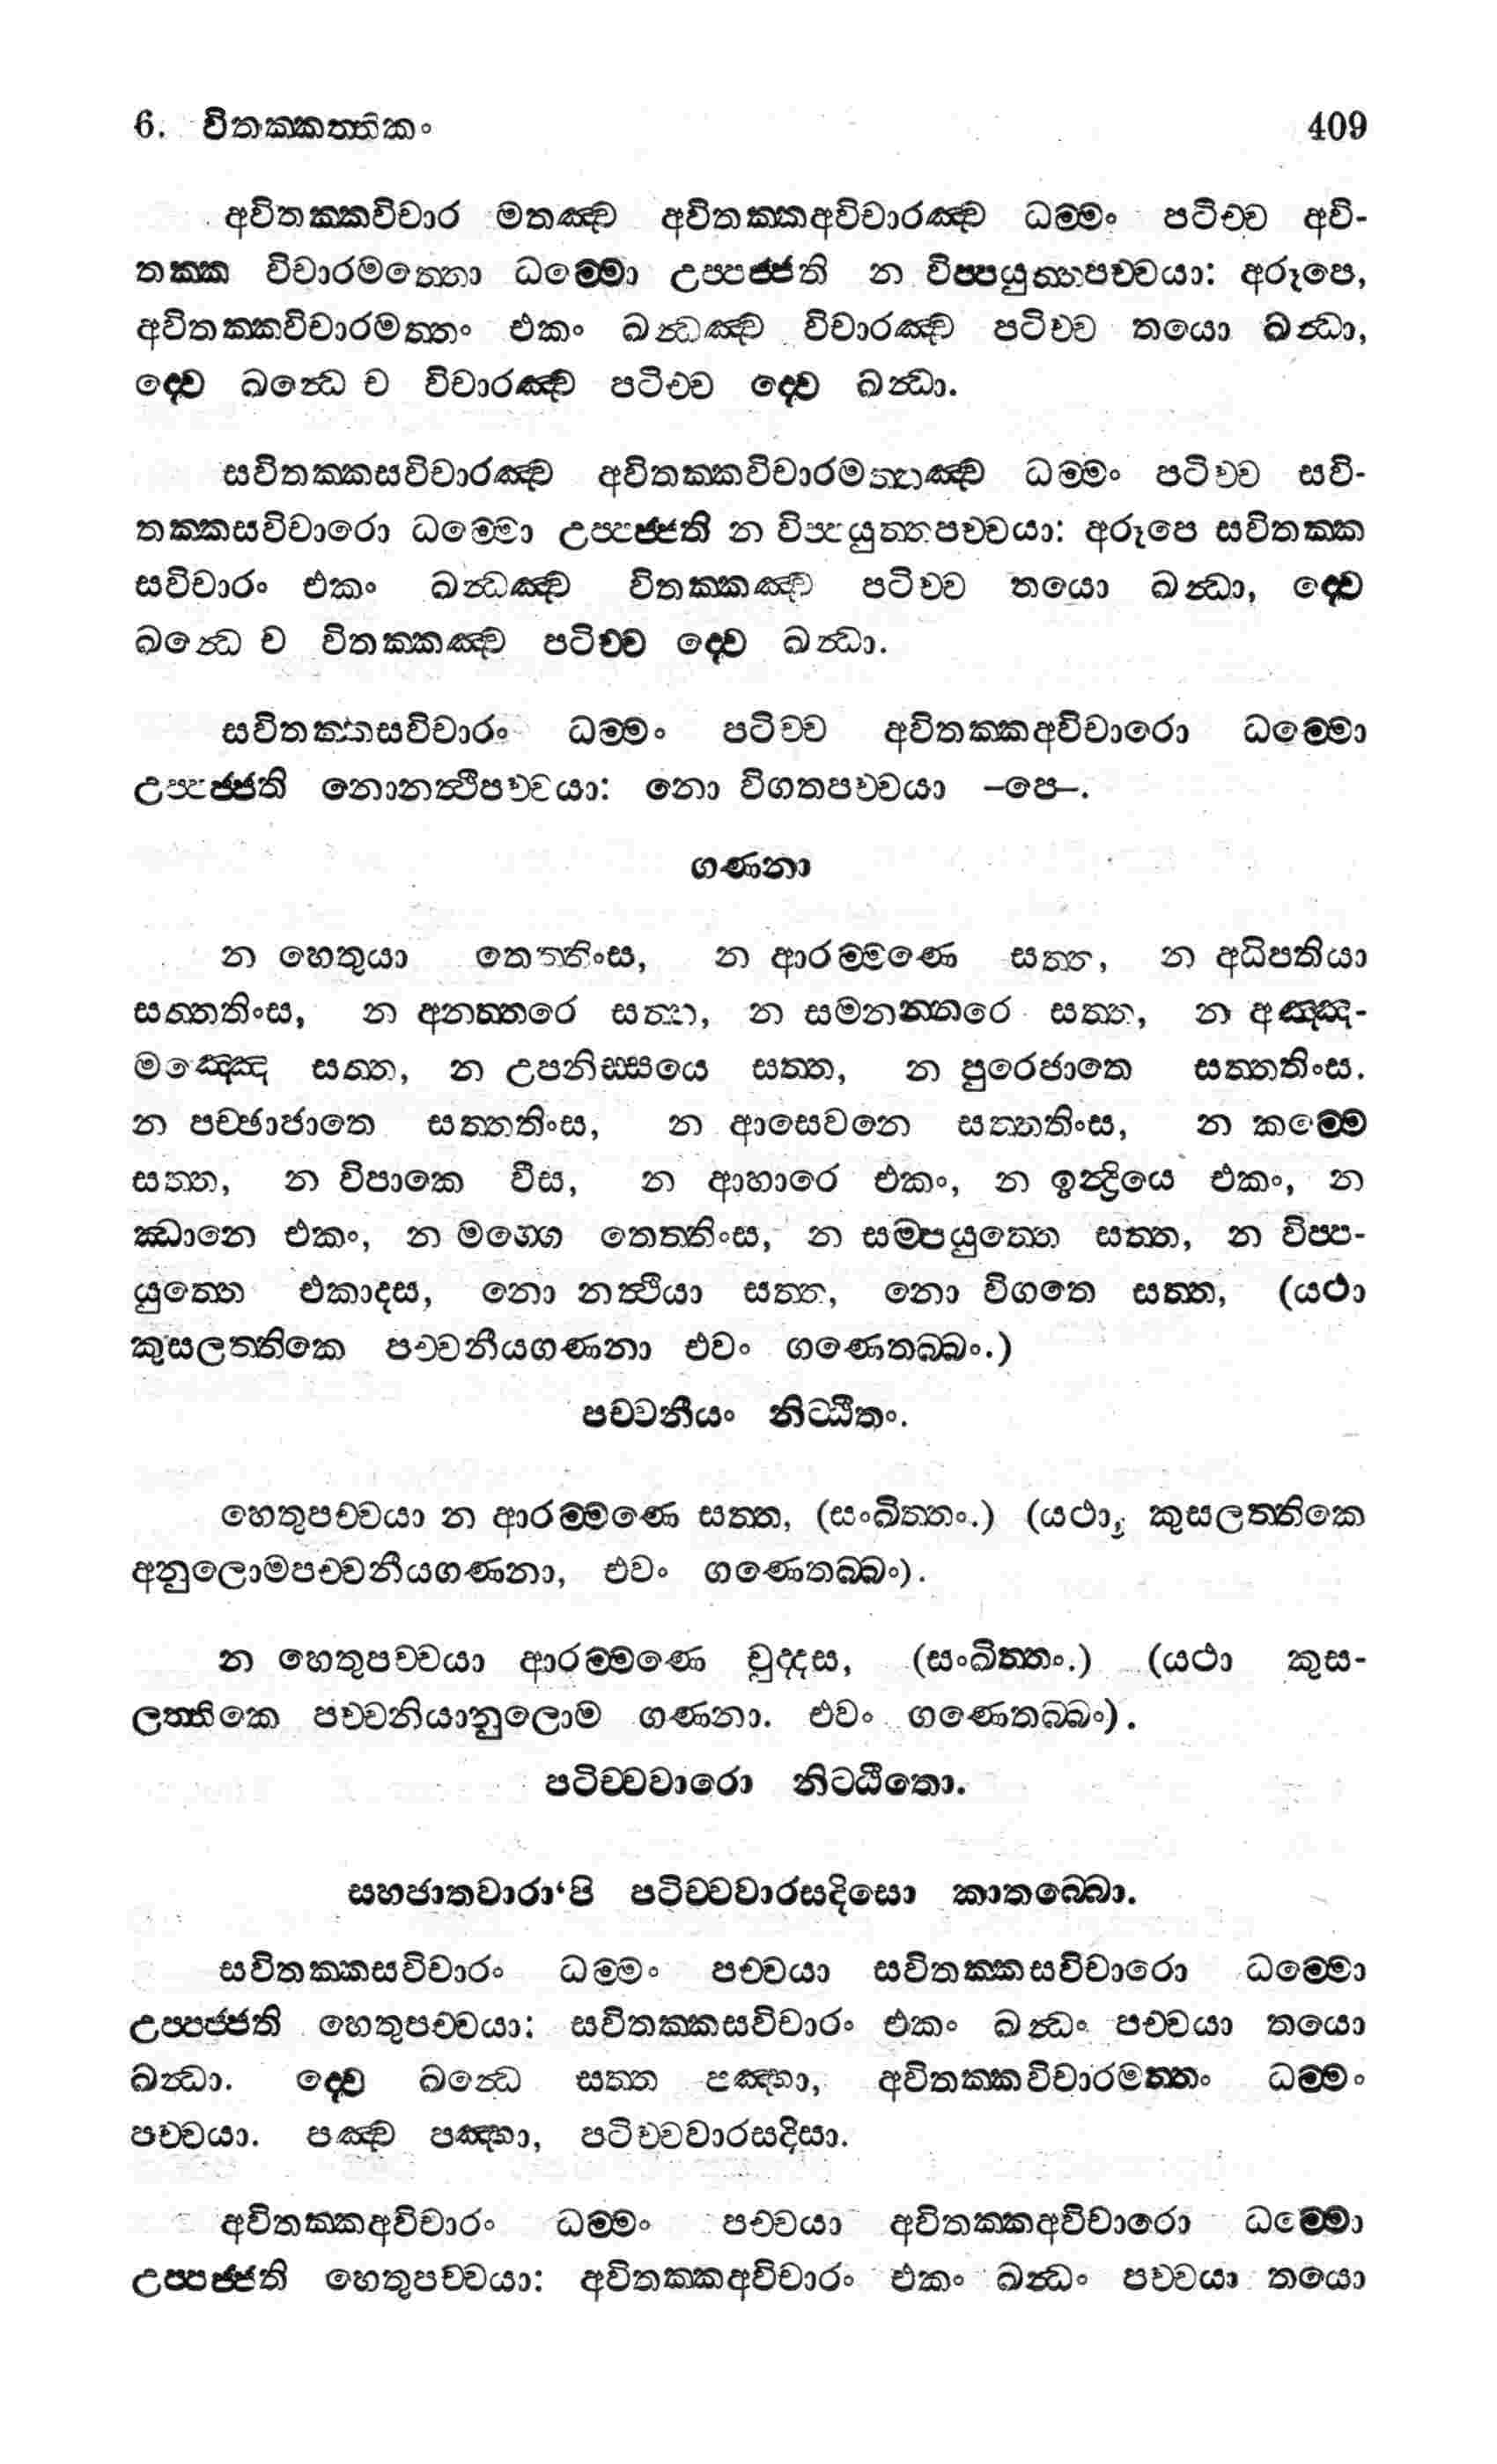 6. විතක්කත්තිකං 409
අවිතක්කවිචාර මතඤ්ච අවිතක්කඅවිචාරඤ්ච ධම්මං පටිච්ච අවි-
තක්ක විචාරමත්තො ධම්මො උප්පජ්ජති න විප්පයුත්තපච්චයා: අරූපෙ,
අවිතක්කවිචාරමත්තං එකං ඛන්ධඤ්ච විචාරඤ්ච පටිච්ච තයො ඛන්ධා,
ද්වෙ ඛන්ධෙ ච විචාරඤ්ච පටිච්ච ද්වෙ ඛන්ධා.
සවිතක්කසවිචාරඤ්ච අවිතක්කවිචාරමත්තඤ්ච ධම්මං පටිච්ච සවි-
තක්කසවිචාරො ධම්මො උප්පජ්ජති න විප්පයුත්තපච්චයා: අරූපෙ සවිතක්ක
සවිචාරං එකං ඛන්ධඤ්ච විතක්කඤ්ච පටිච්ච තයො ඛන්ධා, ද්වෙ
ඛන්ධෙ ච විතක්කඤ්ච පටිච්ච ද්වෙ ඛන්ධා.
සවිතක්කසවිචාරං ධම්මං පටිච්ච අවිතක්කඅවිචාරො ධම්මො
උප්පජ්ජති නොනත්ථිපච්චයා: නො විගතපච්චයා –පෙ–.
ගණනා
න හෙතුයා තෙත්තිංස, න ආරම්මණෙ සත්ත, න අධිපතියා
සත්තතිංස, න අනන්තරෙ සත්ත, න සමනන්තරෙ සත්ත, න අඤ්ඤ-
මඤ්ඤෙ සත්ත, න උපනිස්සයෙ සත්ත, න පුරෙජාතෙ සත්තතිංස.
න පච්ඡාජාතෙ සත්තතිංස, න ආසෙවනෙ සත්තතිංස, න කම්මෙ
සත්ත, න විපාකෙ වීස, න ආහාරෙ එකං, න ඉන්ද්‍රියෙ එකං, න
ඣානෙ එකං, න මග්ගෙ තෙත්තිංස, න සම්පයුත්තෙ සත්ත, න විප්ප-
යුත්තෙ එකාදස, නො නත්ථියා සත්ත, නො විගතෙ සත්ත, (යථා
කුසලත්තිකෙ පච්චනීයගණනා එවං ගණෙතබ්බං.)
පච්චනීයං නිට්ඨිතං.
හෙතුපච්චයා න ආරම්මණෙ සත්ත, (සංඛිත්තං.) (යථා, කුසලත්තිකෙ
අනුලොමපච්චනීයගණනා, එවං ගණෙතබ්බං).
න හෙතුපච්චයා ආරම්මණෙ චුද්දස, (සංඛිත්තං.) (යථා කුස-
ලත්තිකෙ පච්චනියානුලොම ගණනා. එවං ගණෙතබ්බං).
පටිච්චවාරො නිට්ඨිතො.
සහජාතවාරා‘පි පටිච්චවාරසදිසො කාතබ්බො.
සවිතක්කසවිචාරං ධම්මං පච්චයා සවිතක්කසවිචාරො ධම්මො
උප්පජ්ජති හෙතුපච්චයා: සවිතක්කසවිචාරං එකං ඛන්ධං පච්චයා තයො
ඛන්ධා. ද්වෙ ඛන්ධෙ සත්ත පඤ්හා, අවිතක්කවිචාරමත්තං ධම්මං
පච්චයා. පඤ්ච පඤ්හා, පටිච්චවාරසදිසා.
අවිතක්කඅවිචාරං ධම්මං පච්චයා අවිතක්කඅවිචාරො ධම්මො
උප්පජ්ජති හෙතුපච්චයා: අවිතක්කඅවිචාරං එකං ඛන්ධං පච්චයා තයො